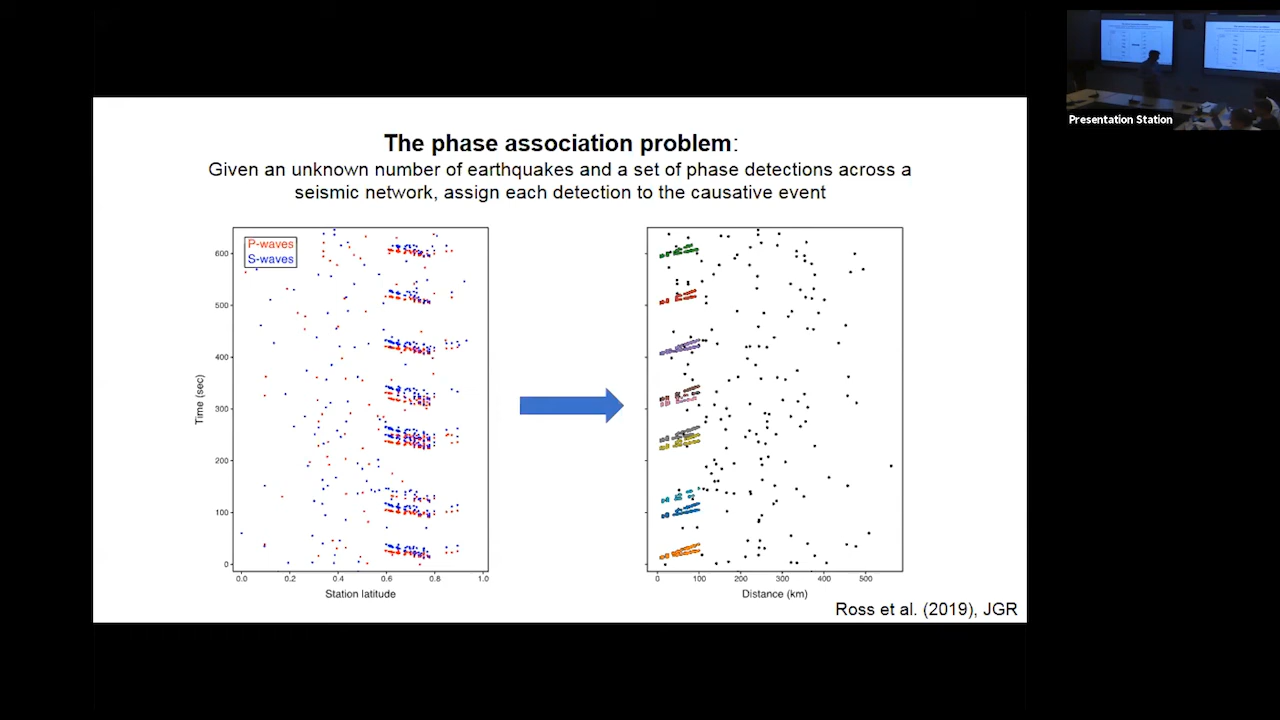 Presentation Station
The phase association problem:
Given an unknown number of earthquakes and a set of phase detections across a
seismic network, assign each detection to the causative event
P-waves
S-waves
600
500
400
300
200
100
0
Time (sec)
0.0 0.2 0.4 0.6 0.8 1.0
Station latitude
0 100 200 300 400 500
Distance (km)
Ross et al. (2019), JGR